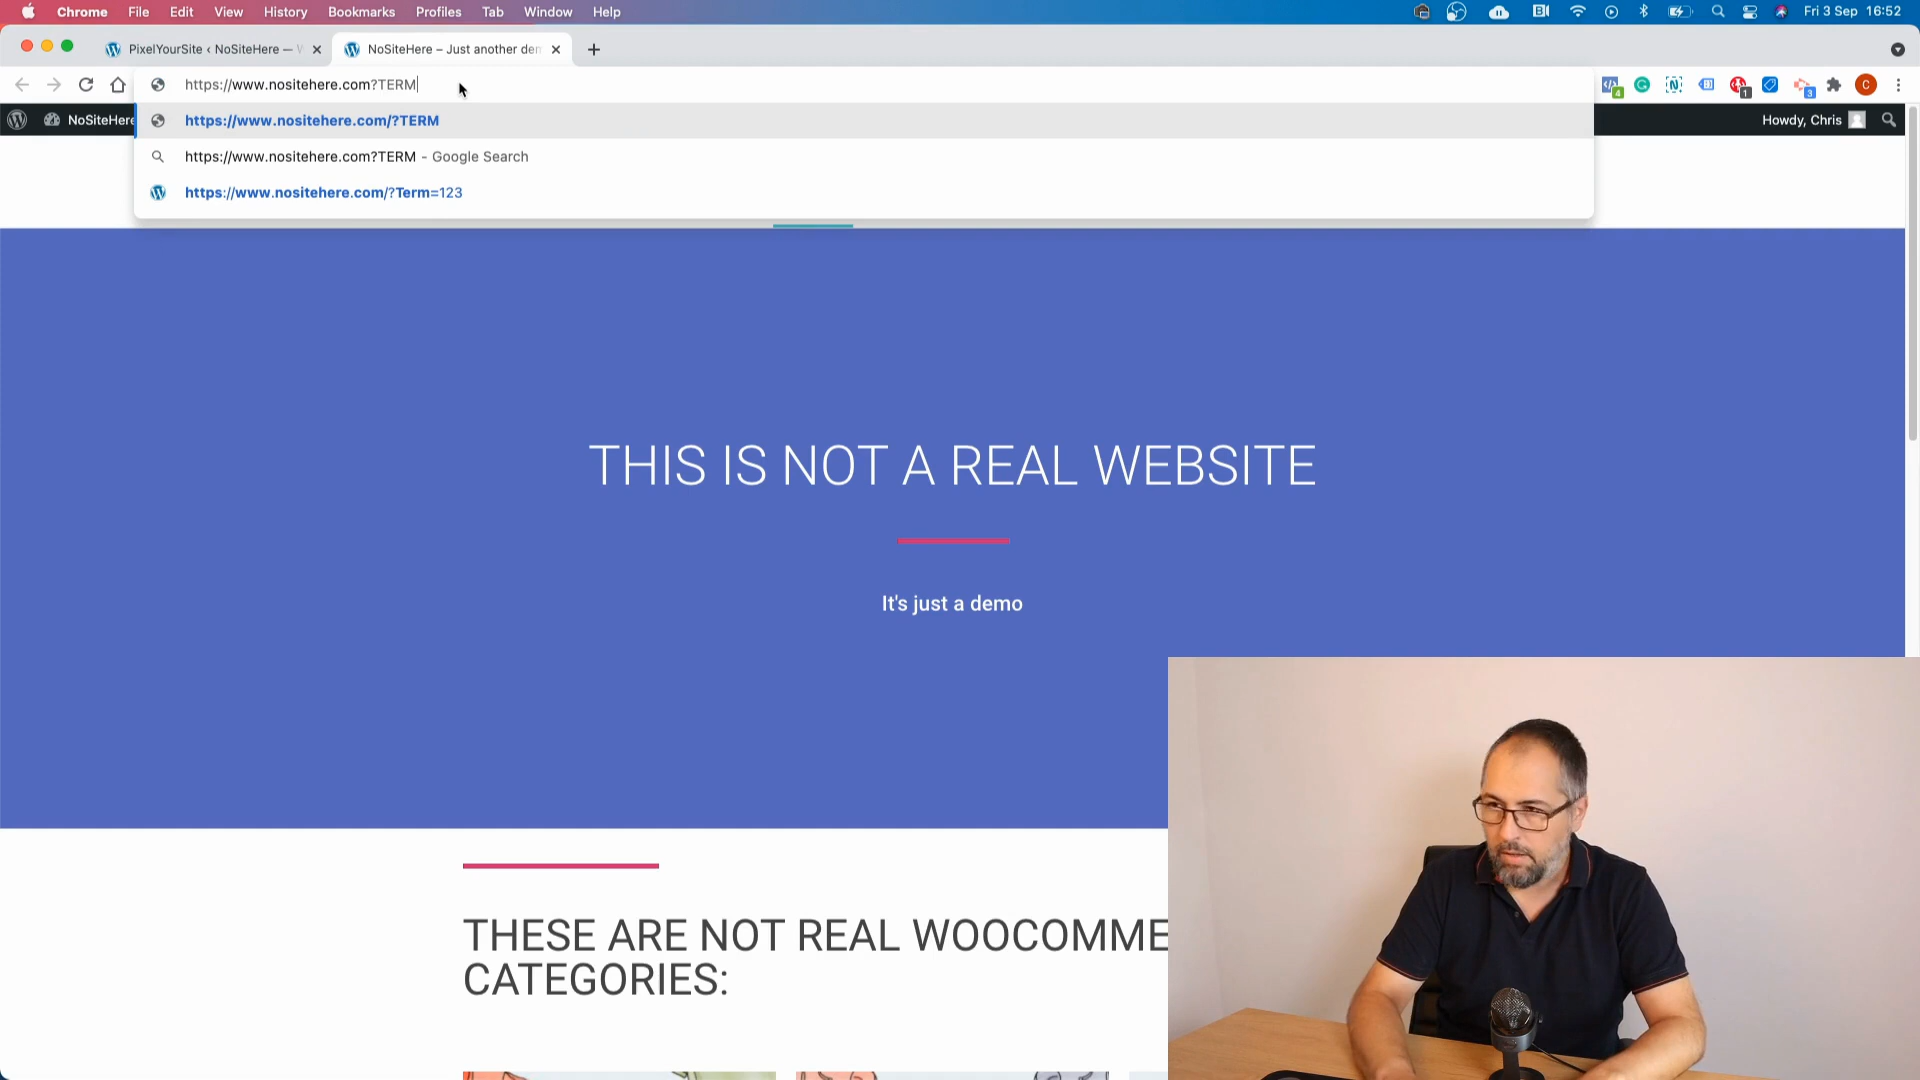 Chrome File Edit View History Bookmarks Profiles Tab Window Help
Fri 3 Sep 16:52
PixelYourSite ‹ NoSiteHere —
NoSiteHere – Just another
https://www.nositehere.com?TERM
4
1
3
C
https://www.nositehere.com/?TERM
NoSiteHere
Howdy, Chris
https://www.nositehere.com?TERM - Google Search
https://www.nositehere.com/?Term=123
THIS IS NOT A REAL WEBSITE
It's just a demo
THESE ARE NOT REAL WOOCOMME
CATEGORIES: